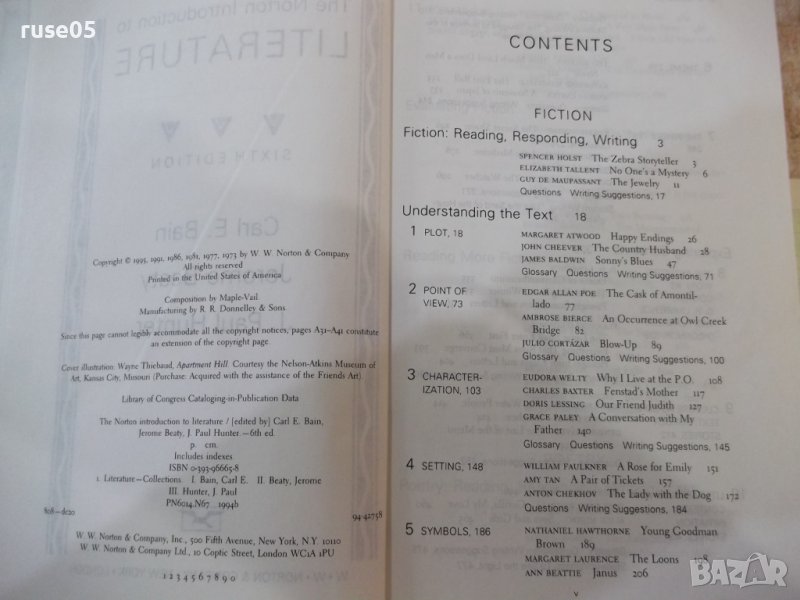 ruse05
The Norton Introduction to
LITERATURE
SIXTH EDITION
Carl E. Bain
Copyright © 1995, 1991, 1986, 1981, 1977, 1973 by W. W. Norton & Company
All rights reserved
Printed in the United States of America
Composition by Maple-Vail
Manufacturing by R. R. Donnelley & Sons
Since this page cannot legibly accommodate all the copyright notices, pages A31–A41 constitute
an extension of the copyright page.
Cover illustration: Wayne Thiebaud, Apartment Hill. Courtesy the Nelson-Atkins Museum of
Art, Kansas City, Missouri (Purchase: Acquired with the assistance of the Friends Art).
Library of Congress Cataloging-in-Publication Data
The Norton introduction to literature / [edited by] Carl E. Bain,
Jerome Beaty, J. Paul Hunter.—6th ed.
p. cm.
Includes indexes.
ISBN 0-393-96665-8
1. Literature—Collections I. Bain, Carl E. II. Beaty, Jerome
III. Hunter, J. Paul
PN6014.N67 1994b
808—dc20 94-42758
W. W. Norton & Company, Inc., 500 Fifth Avenue, New York, N.Y. 10110
W. W. Norton & Company Ltd., 10 Coptic Street, London WC1A 1PU
1 2 3 4 5 6 7 8 9 0
CONTENTS
FICTION
Fiction: Reading, Responding, Writing 3
SPENCER HOLST The Zebra Storyteller 3
ELIZABETH TALLENT No One's a Mystery 6
GUY DE MAUPASSANT The Jewelry 11
Questions Writing Suggestions, 17
Understanding the Text 18
1 PLOT, 18 MARGARET ATWOOD Happy Endings 26
JOHN CHEEVER The Country Husband 28
JAMES BALDWIN Sonny's Blues 47
Glossary Questions Writing Suggestions, 71
2 POINT OF VIEW, 73 EDGAR ALLAN POE The Cask of Amontil-
lado 77
AMBROSE BIERCE An Occurrence at Owl Creek
Bridge 82
JULIO CORTÁZAR Blow-Up 89
Glossary Questions Writing Suggestions, 100
3 CHARACTER-IZATION, 103 EUDORA WELTY Why I Live at the P.O. 108
CHARLES BAXTER Fenstad's Mother 117
DORIS LESSING Our Friend Judith 127
GRACE PALEY A Conversation with My
Father 140
Glossary Questions Writing Suggestions, 145
4 SETTING, 148 WILLIAM FAULKNER A Rose for Emily 151
AMY TAN A Pair of Tickets 157
ANTON CHEKHOV The Lady with the Dog 172
Questions Writing Suggestions, 184
5 SYMBOLS, 186 NATHANIEL HAWTHORNE Young Goodman
Brown 189
MARGARET LAURENCE The Loons 198
ANN BEATTIE Janus 206
v
BAZAR